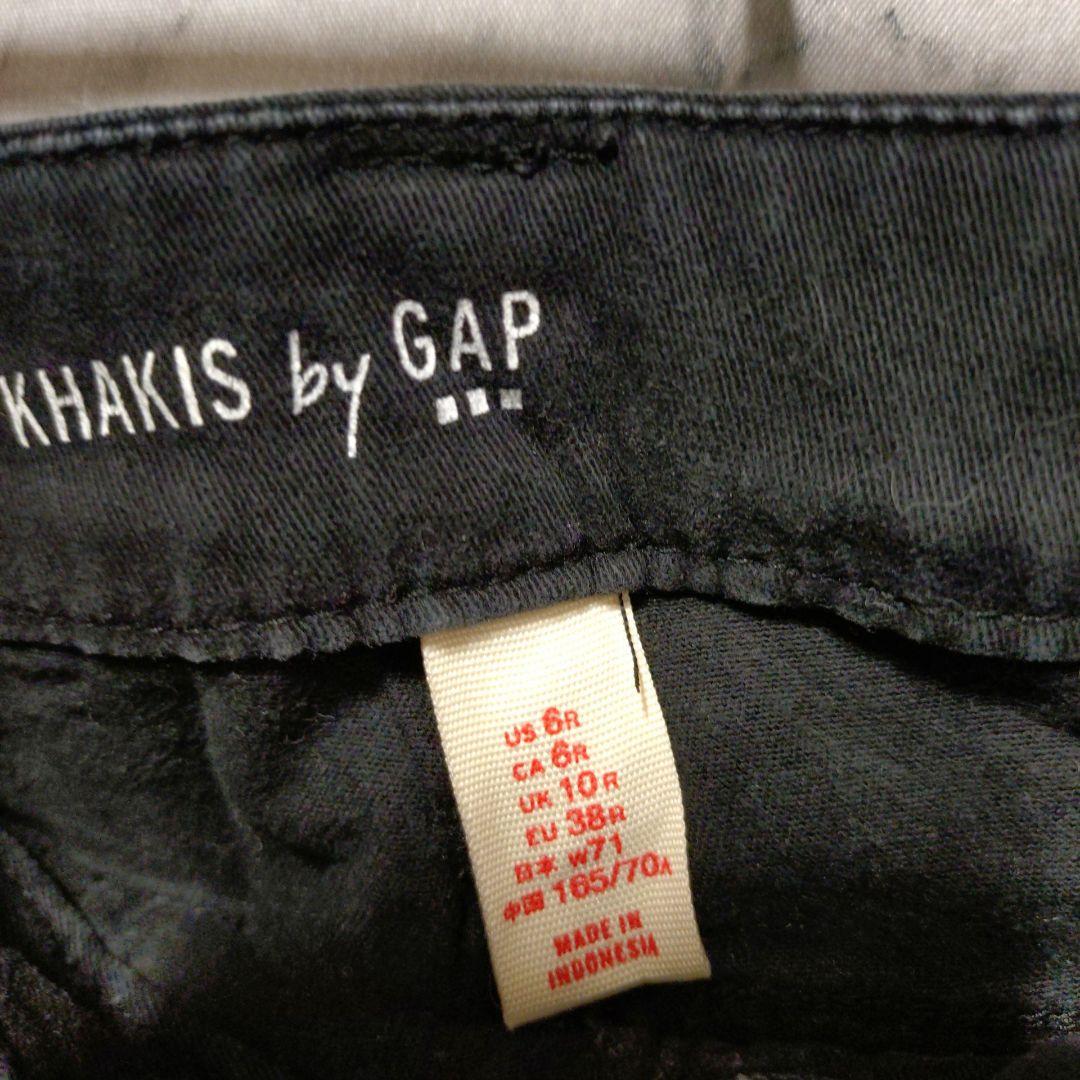 KHAKIS by GAP
US 6R
CA 6R
UK 10R
EU 38R
日本 W71
中国 165/70A
MADE IN
INDONESIA